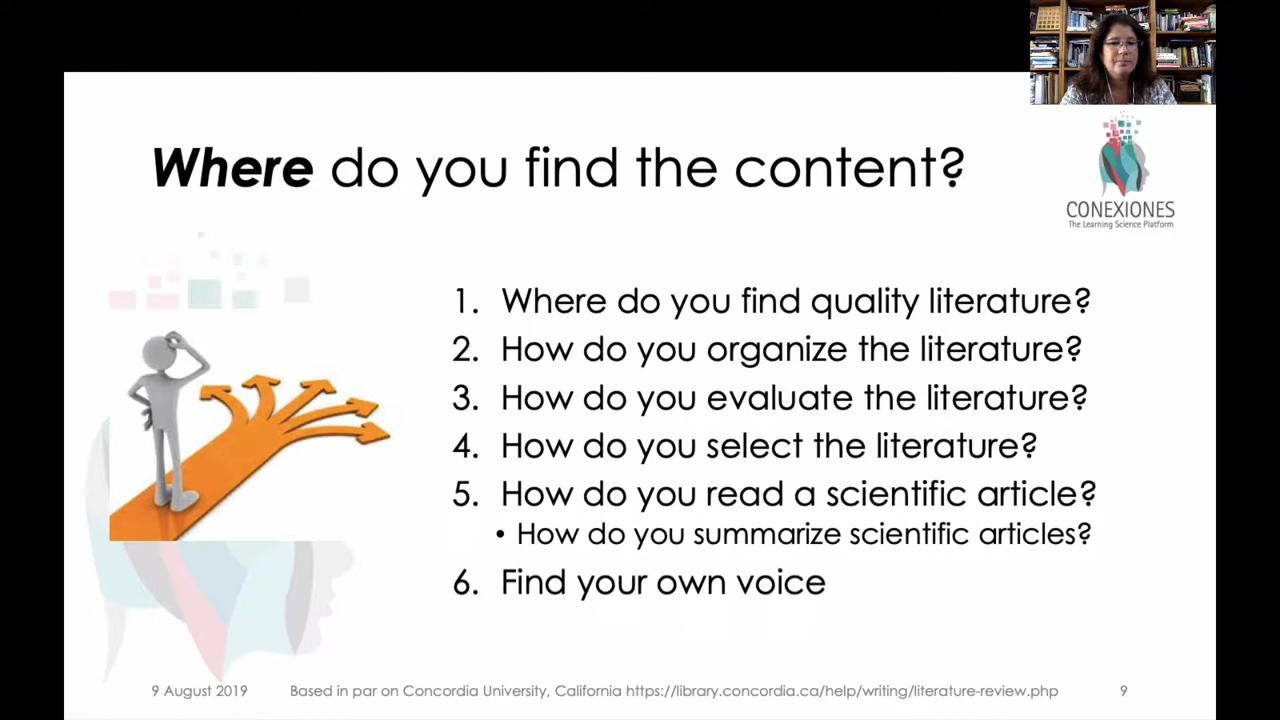 Where do you find the content?
CONEXIONES
The Learning Science Platform
1. Where do you find quality literature?
2. How do you organize the literature?
3. How do you evaluate the literature?
4. How do you select the literature?
5. How do you read a scientific article?
• How do you summarize scientific articles?
6. Find your own voice
9 August 2019 Based in par on Concordia University, California https://library.concordia.ca/help/writing/literature-review.php 9